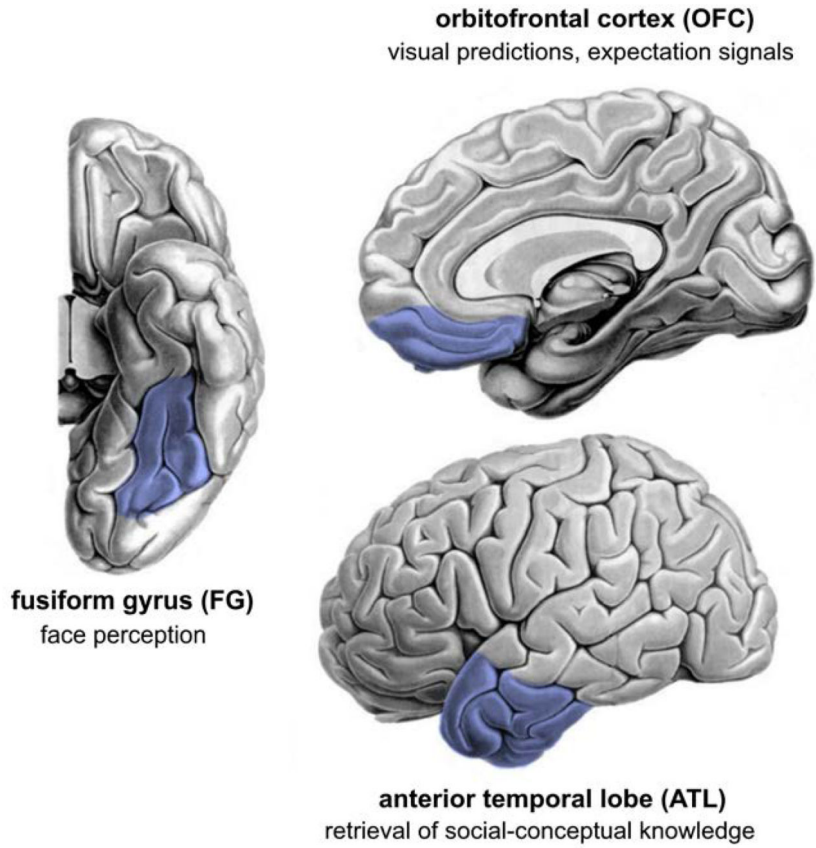 orbitofrontal cortex (OFC)
visual predictions, expectation signals
fusiform gyrus (FG)
face perception
anterior temporal lobe (ATL)
retrieval of social-conceptual knowledge